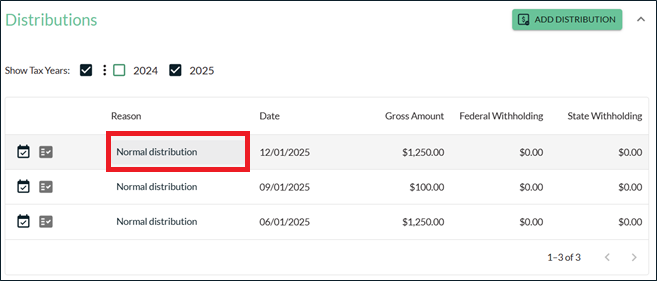 Distributions
ADD DISTRIBUTION
Show Tax Years: 2024 2025
Reason Date Gross Amount Federal Withholding State Withholding
Normal distribution 12/01/2025 $1,250.00 $0.00 $0.00
Normal distribution 09/01/2025 $100.00 $0.00 $0.00
Normal distribution 06/01/2025 $1,250.00 $0.00 $0.00
1–3 of 3